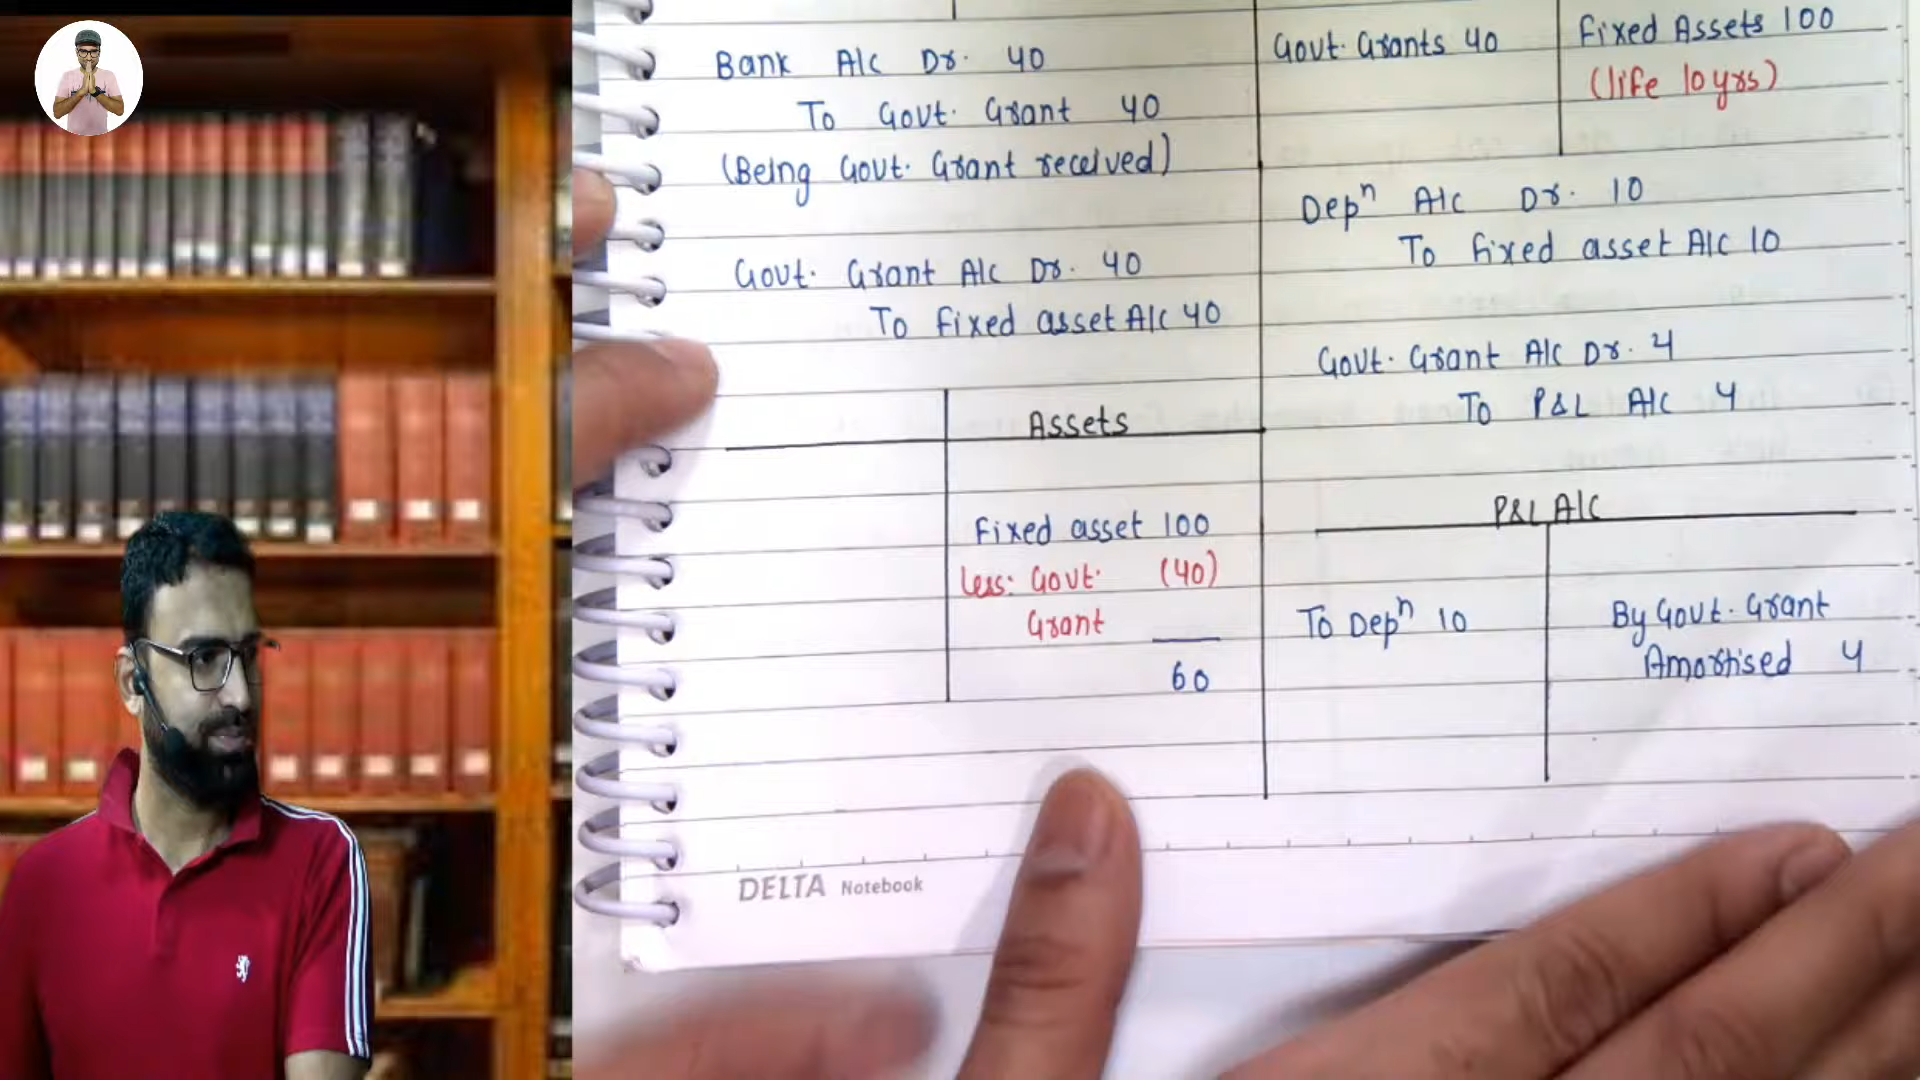 Bank A/c Dr. 40
To Govt. Grant 40
(Being Govt. Grant received)
Govt. Grant A/c Dr. 40
To Fixed asset A/c 40
Assets
Fixed asset 100
Less: Govt. (40)
Grant
60
Govt. Grants 40
Fixed Assets 100
(life 10 yrs)
Depn A/c Dr. 10
To Fixed asset A/c 10
Govt. Grant A/c Dr. 4
To P&L A/c 4
P&L A/c
To Depn 10
By Govt. Grant
Amortised 4
DELTA Notebook